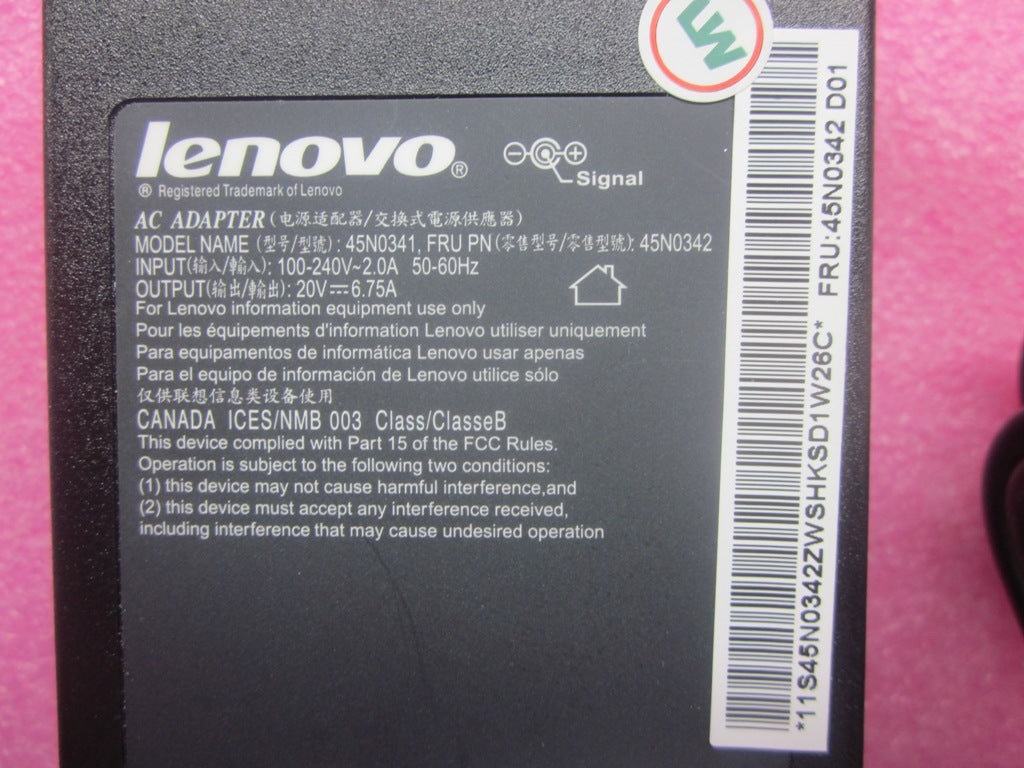 lenovo®
® Registered Trademark of Lenovo
Signal
AC ADAPTER (电源适配器/交換式電源供應器)
MODEL NAME (型号/型號): 45N0341, FRU PN(零售型号/零售型號): 45N0342
INPUT(输入/輸入): 100-240V~2.0A 50-60Hz
OUTPUT(输出/輸出): 20V⎓6.75A
For Lenovo information equipment use only
Pour les équipements d'information Lenovo utiliser uniquement
Para equipamentos de informática Lenovo usar apenas
Para el equipo de información de Lenovo utilice sólo
仅供联想信息类设备使用
CANADA ICES/NMB 003 Class/ClasseB
This device complied with Part 15 of the FCC Rules.
Operation is subject to the following two conditions:
(1) this device may not cause harmful interference,and
(2) this device must accept any interference received,
including interference that may cause undesired operation
LW
FRU:45N0342 D01
*11S45N0342ZWSHKSD1W26C*